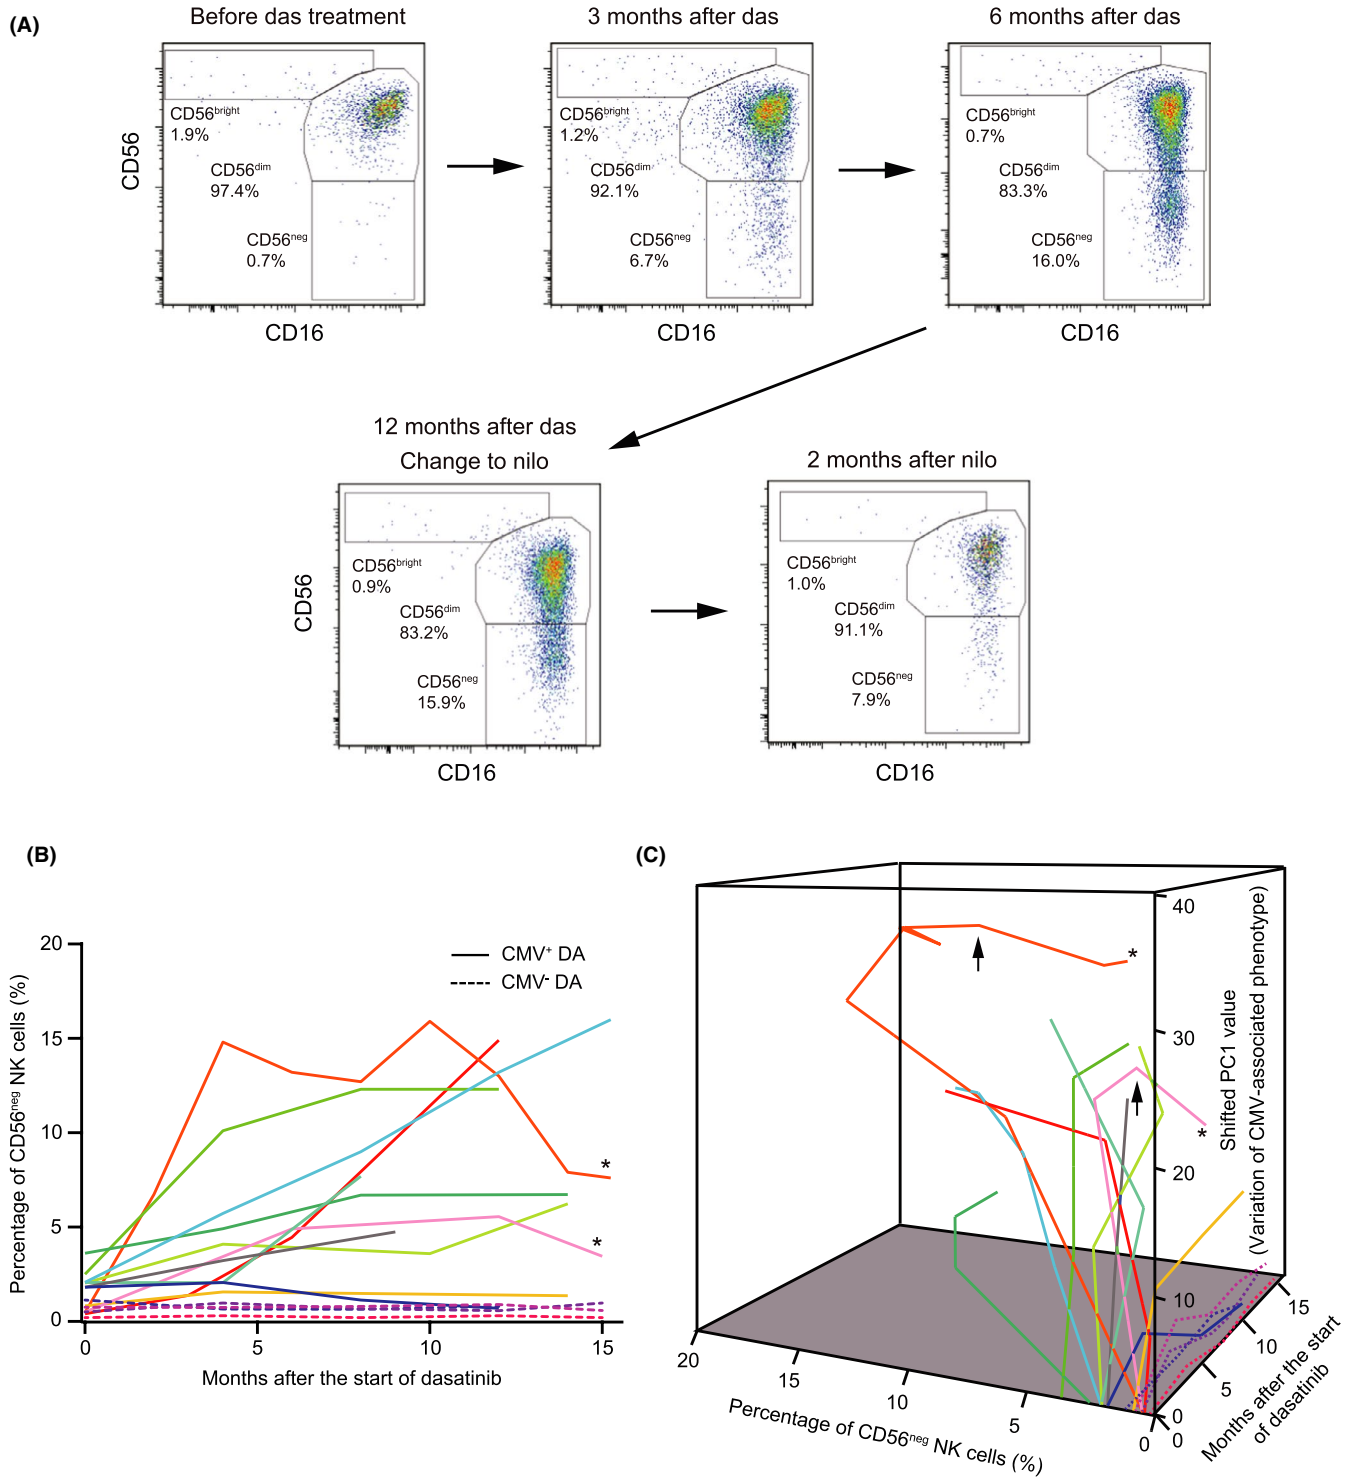 (A)
Before das treatment
3 months after das
6 months after das
CD56
CD56bright
1.9%
CD56dim
97.4%
CD56neg
0.7%
CD16
CD56bright
1.2%
CD56dim
92.1%
CD56neg
6.7%
CD16
CD56bright
0.7%
CD56dim
83.3%
CD56neg
16.0%
CD16
12 months after das
Change to nilo
2 months after nilo
CD56
CD56bright
0.9%
CD56dim
83.2%
CD56neg
15.9%
CD16
CD56bright
1.0%
CD56dim
91.1%
CD56neg
7.9%
CD16
(B)
Percentage of CD56neg NK cells (%)
20
15
10
5
0
CMV+ DA
CMV- DA
*
*
0
5
10
15
Months after the start of dasatinib
(C)
40
30
20
10
0
Shifted PC1 value
(Variation of CMV-associated phenotype)
*
*
20
15
10
5
0
Percentage of CD56neg NK cells (%)
0
5
10
15
Months after the start
of dasatinib